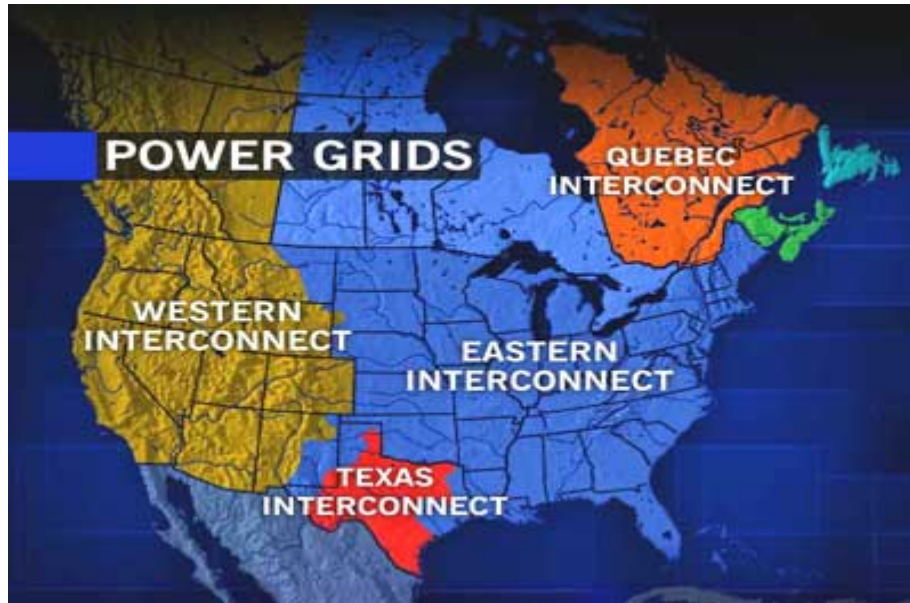 POWER GRIDS
QUEBEC
INTERCONNECT
WESTERN
INTERCONNECT
EASTERN
INTERCONNECT
TEXAS
INTERCONNECT